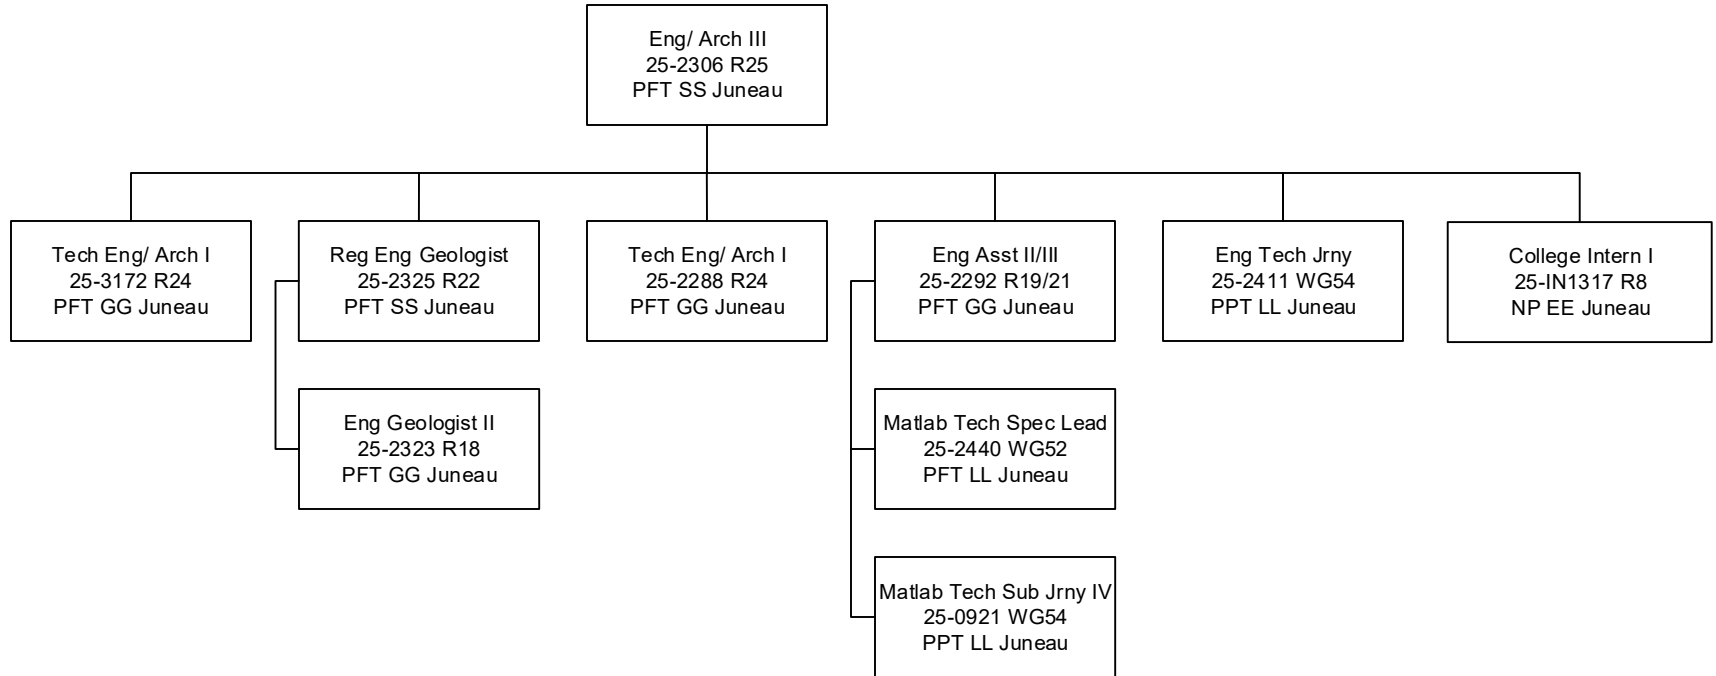 Eng/ Arch III
25-2306 R25
PFT SS Juneau
Tech Eng/ Arch I
25-3172 R24
PFT GG Juneau
Reg Eng Geologist
25-2325 R22
PFT SS Juneau
Tech Eng/ Arch I
25-2288 R24
PFT GG Juneau
Eng Asst II/III
25-2292 R19/21
PFT GG Juneau
Eng Tech Jrny
25-2411 WG54
PPT LL Juneau
College Intern I
25-IN1317 R8
NP EE Juneau
Eng Geologist II
25-2323 R18
PFT GG Juneau
Matlab Tech Spec Lead
25-2440 WG52
PFT LL Juneau
Matlab Tech Sub Jrny IV
25-0921 WG54
PPT LL Juneau